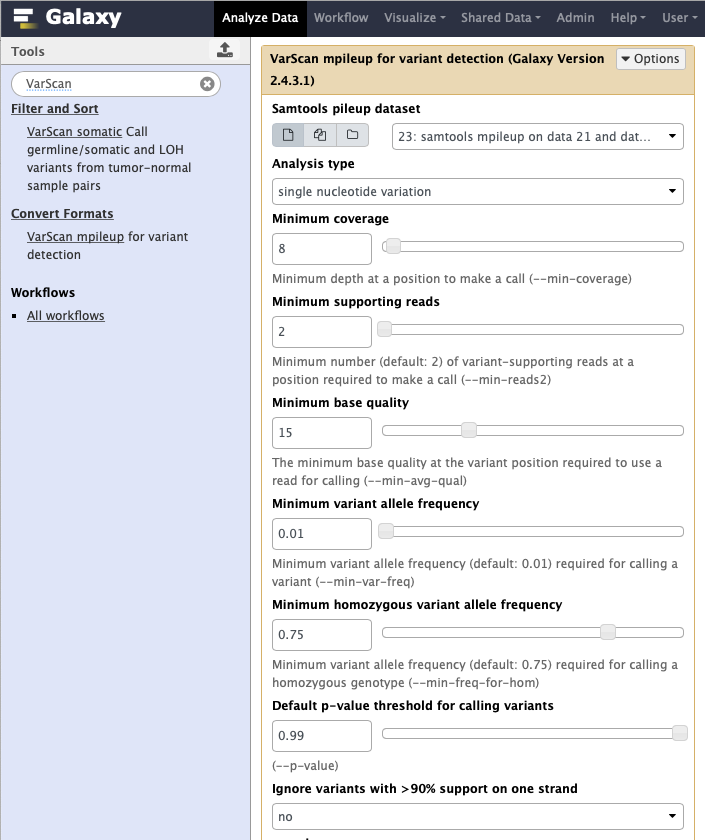 Galaxy
Analyze Data Workflow Visualize Shared Data Admin Help User
Tools
VarScan
Filter and Sort
VarScan somatic Call
germline/somatic and LOH
variants from tumor-normal
sample pairs
Convert Formats
VarScan mpileup for variant
detection
Workflows
All workflows
VarScan mpileup for variant detection (Galaxy Version
2.4.3.1)
Options
Samtools pileup dataset
23: samtools mpileup on data 21 and dat...
Analysis type
single nucleotide variation
Minimum coverage
8
Minimum depth at a position to make a call (--min-coverage)
Minimum supporting reads
2
Minimum number (default: 2) of variant-supporting reads at a
position required to make a call (--min-reads2)
Minimum base quality
15
The minimum base quality at the variant position required to use a
read for calling (--min-avg-qual)
Minimum variant allele frequency
0.01
Minimum variant allele frequency (default: 0.01) required for calling a
variant (--min-var-freq)
Minimum homozygous variant allele frequency
0.75
Minimum variant allele frequency (default: 0.75) required for calling a
homozygous genotype (--min-freq-for-hom)
Default p-value threshold for calling variants
0.99
(--p-value)
Ignore variants with >90% support on one strand
no